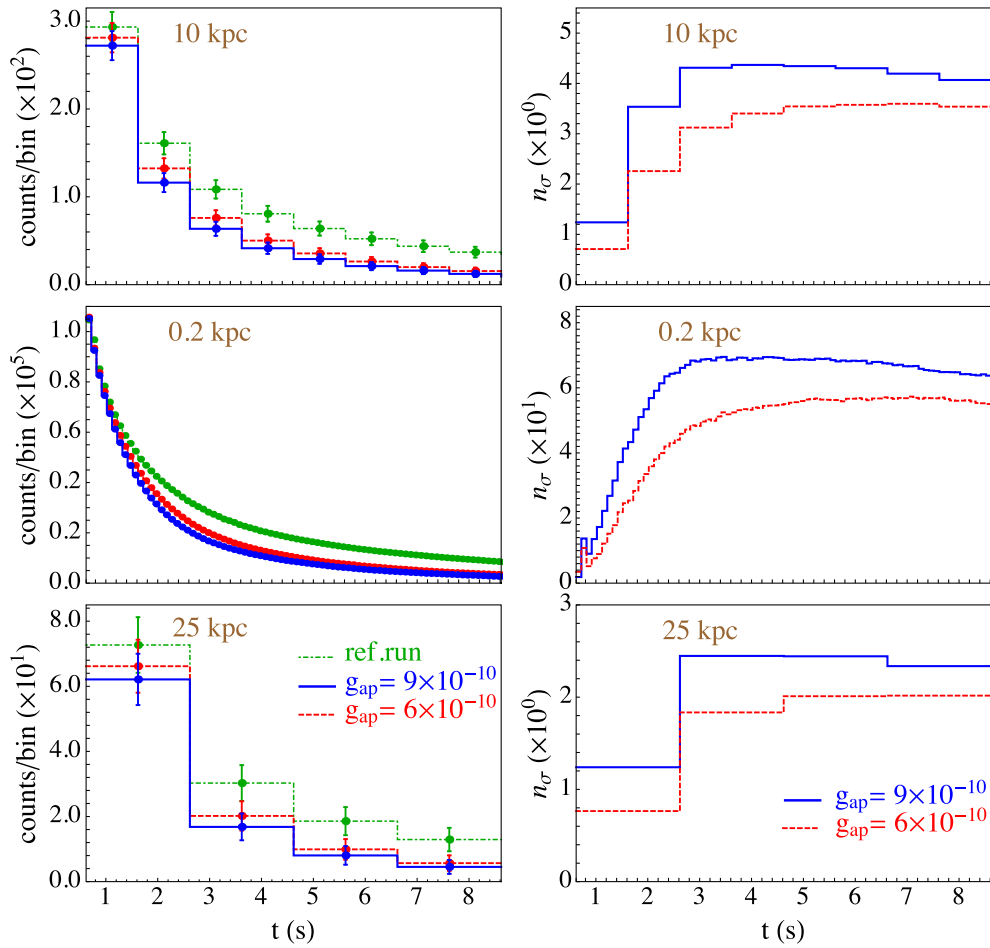 10 kpc
counts/bin (×10²)
3.0
2.0
1.0
0.0
10 kpc
n_σ (×10⁰)
5
4
3
2
1
0
0.2 kpc
counts/bin (×10⁵)
1.0
0.8
0.6
0.2
0.2
0.0
0.2 kpc
n_σ (×10¹)
8
6
4
2
0
25 kpc
counts/bin (×10¹)
8.0
6.0
4.0
2.0
0.0
ref.run
g_ap= 9×10⁻¹⁰
g_ap= 6×10⁻¹⁰
1 2 3 4 5 6 7 8
t (s)
25 kpc
n_σ (×10⁰)
3
2
1
0
g_ap= 9×10⁻¹⁰
g_ap= 6×10⁻¹⁰
1 2 3 4 5 6 7 8
t (s)